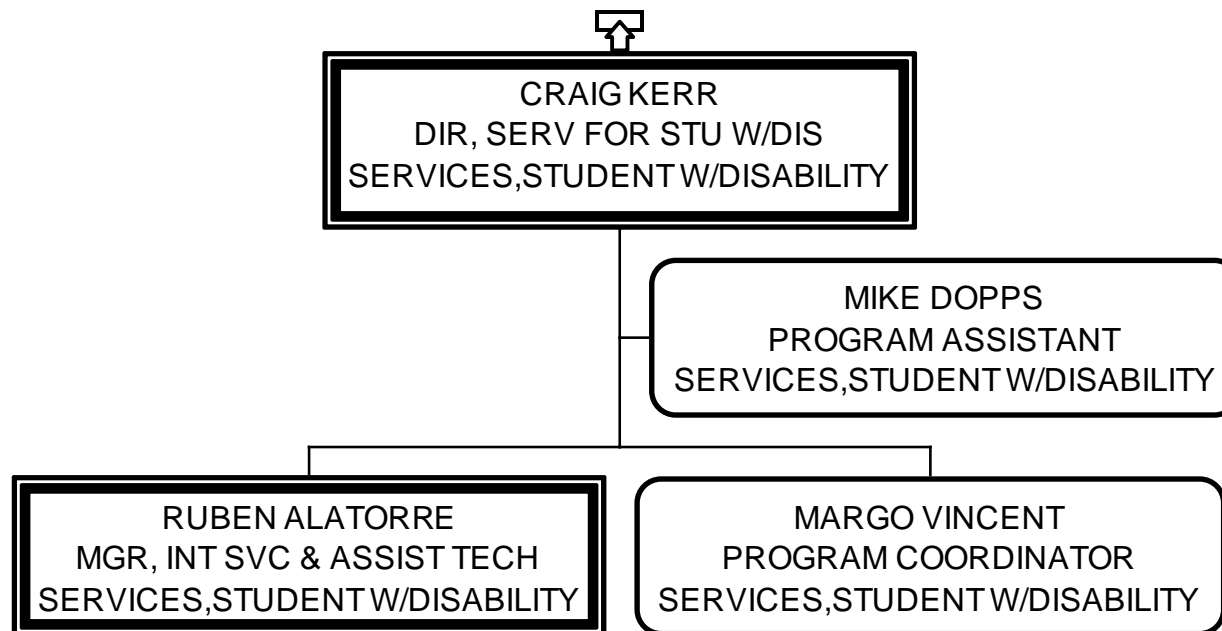 CRAIG KERR
DIR, SERV FOR STU W/DIS
SERVICES,STUDENT W/DISABILITY
MIKE DOPPS
PROGRAM ASSISTANT
SERVICES,STUDENT W/DISABILITY
RUBEN ALATORRE
MGR, INT SVC & ASSIST TECH
SERVICES,STUDENT W/DISABILITY
MARGO VINCENT
PROGRAM COORDINATOR
SERVICES,STUDENT W/DISABILITY